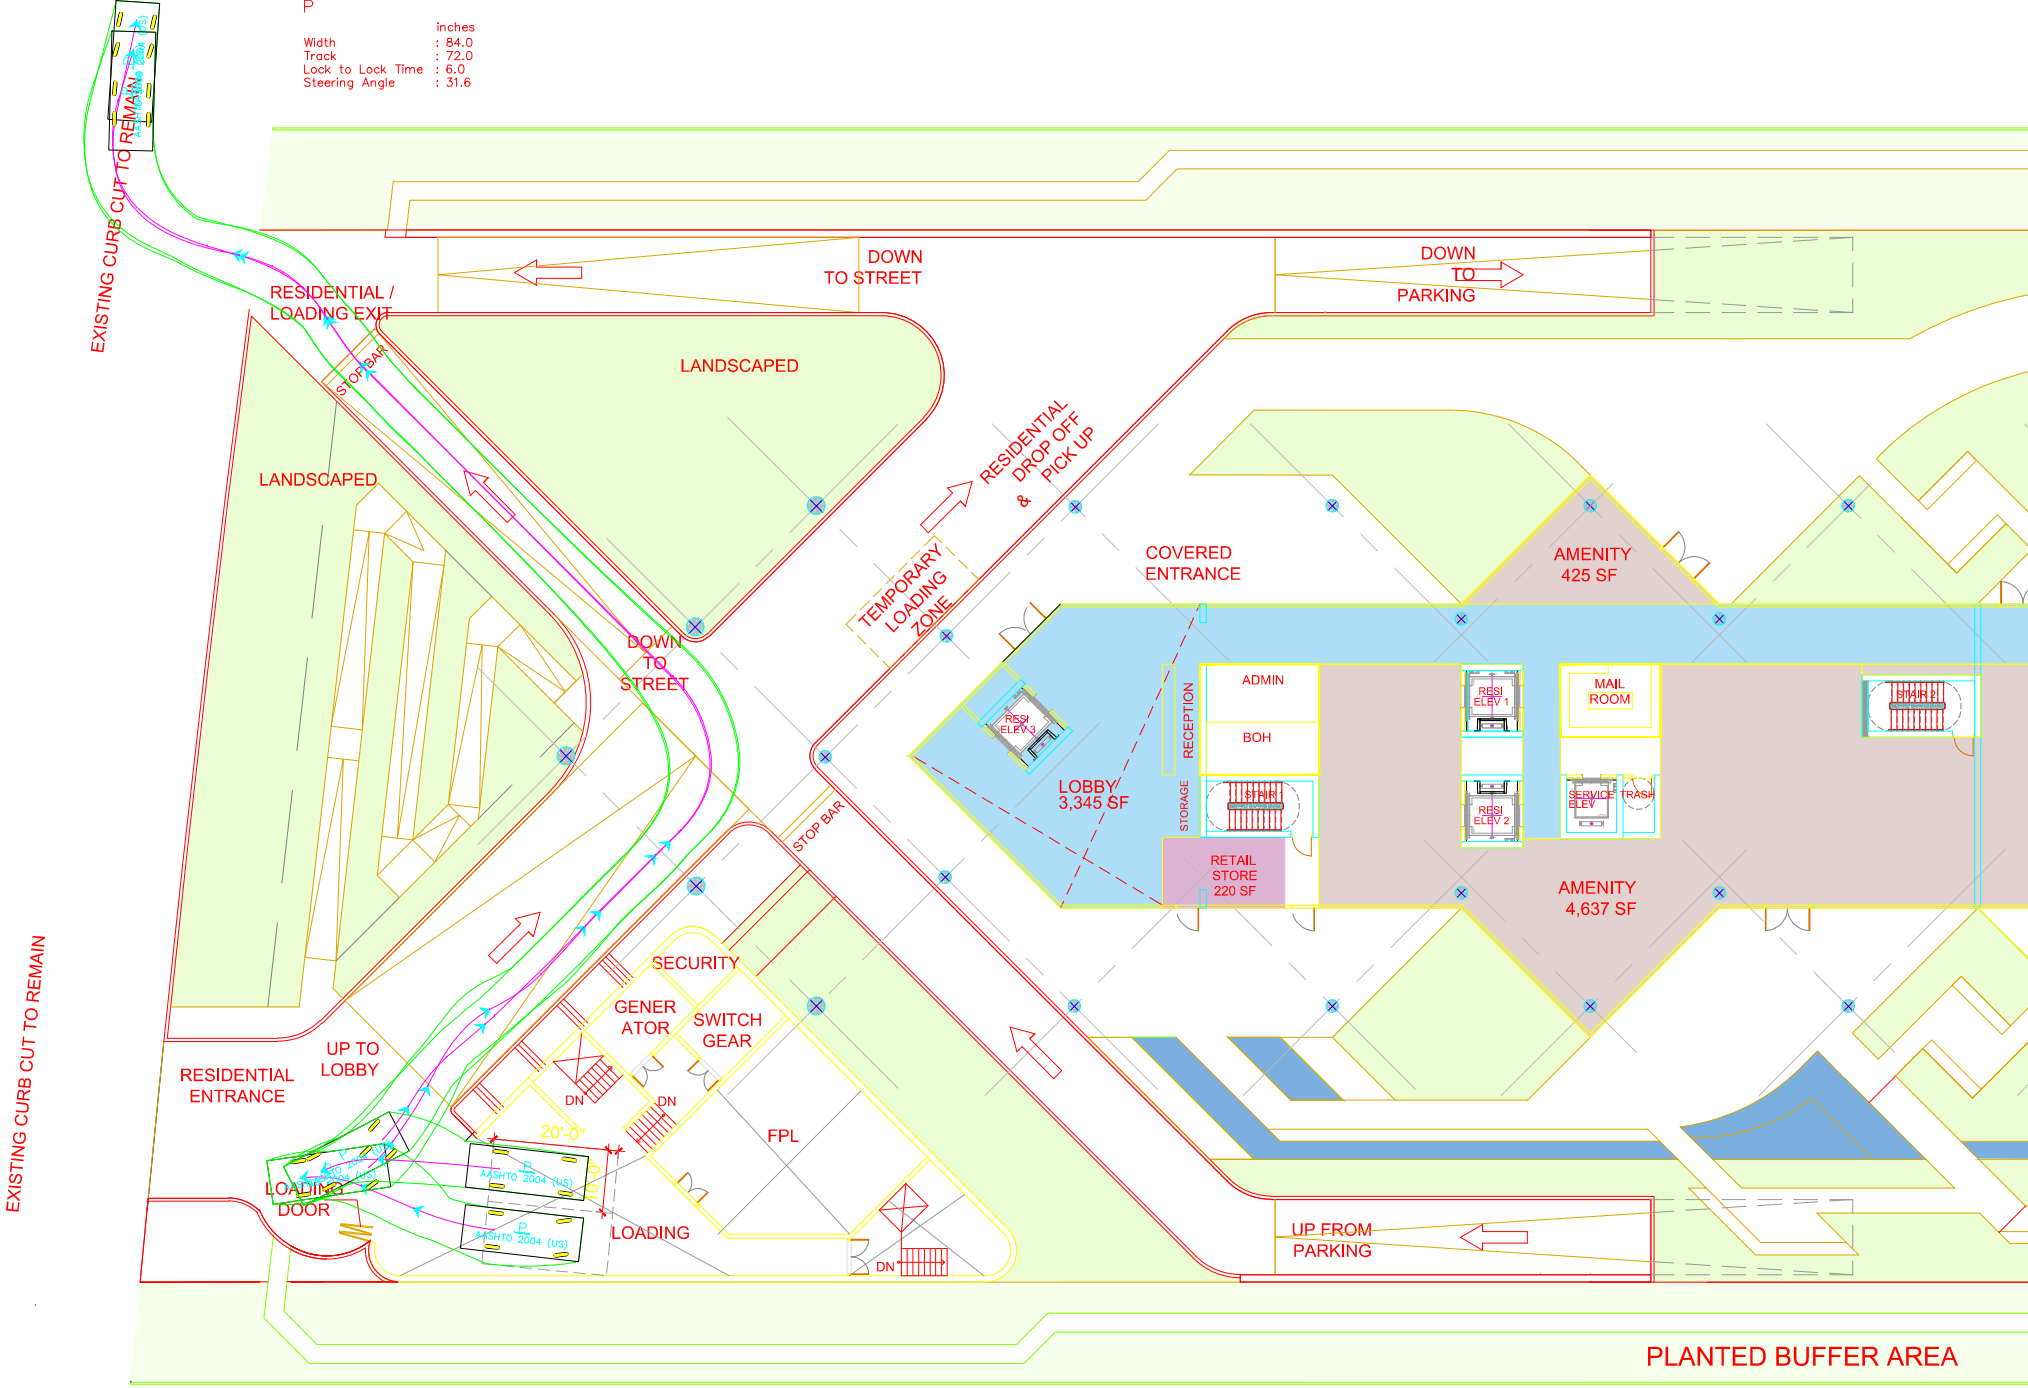 P
inches
Width : 84.0
Track : 72.0
Lock to Lock Time : 6.0
Steering Angle : 31.6
EXISTING CURB CUT TO REMAIN
DOWN
TO STREET
DOWN
TO
PARKING
RESIDENTIAL /
LOADING EXIT
STOP BAR
LANDSCAPED
LANDSCAPED
RESIDENTIAL
DROP OFF
& PICK UP
TEMPORARY
LOADING
ZONE
COVERED
ENTRANCE
AMENITY
425 SF
DOWN
TO
STREET
RESI
ELEV 3
RECEPTION
ADMIN
BOH
RESI
ELEV 1
MAIL
ROOM
STAIR 2
LOBBY
3,345 SF
STORAGE
STAIR
RESI
ELEV 2
SERVICE
ELEV
TRASH
STOP BAR
RETAIL
STORE
220 SF
AMENITY
4,637 SF
EXISTING CURB CUT TO REMAIN
SECURITY
GENER
ATOR
SWITCH
GEAR
UP TO
LOBBY
RESIDENTIAL
ENTRANCE
DN
DN
20'-0"
FPL
P
AASHTO 2004 (US)
P
AASHTO 2004 (US)
LOADING
DOOR
LOADING
UP FROM
PARKING
DN
PLANTED BUFFER AREA